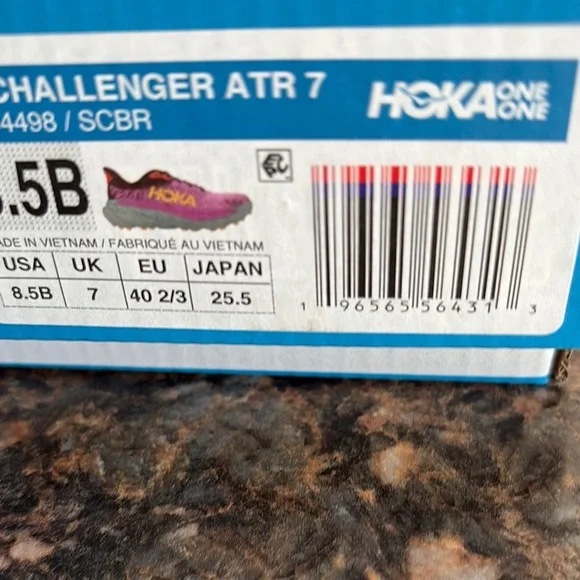 CHALLENGER ATR 7
HOKA ONE ONE
4498 / SCBR
.5B
HOKA
MADE IN VIETNAM / FABRIQUÉ AU VIETNAM
USA UK EU JAPAN
8.5B 7 40 2/3 25.5
1 96565 56431 3